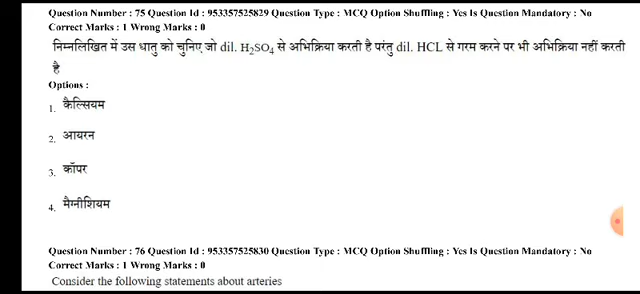 Question Number : 75 Question Id : 953357525829 Question Type : MCQ Option Shuffling : Yes Is Question Mandatory : No
Correct Marks : 1 Wrong Marks : 0
निम्नलिखित में उस धातु को चुनिए जो dil. H₂SO₄ से अभिक्रिया करती है परंतु dil. HCL से गरम करने पर भी अभिक्रिया नहीं करती
है
Options :
1. कैल्सियम
2. आयरन
3. कॉपर
4. मैग्नीशियम
Question Number : 76 Question Id : 953357525830 Question Type : MCQ Option Shuffling : Yes Is Question Mandatory : No
Correct Marks : 1 Wrong Marks : 0
Consider the following statements about arteries